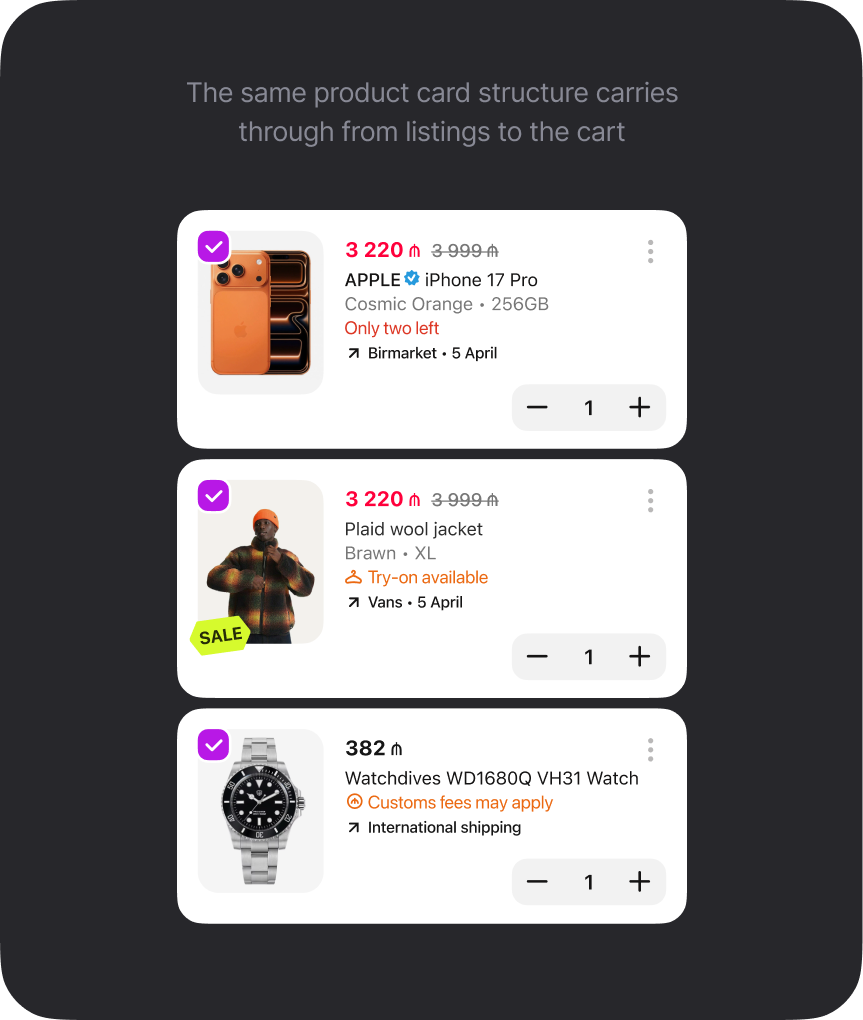 The same product card structure carries
through from listings to the cart
3 220 ₼ 3 999 ₼
APPLE iPhone 17 Pro
Cosmic Orange • 256GB
Only two left
Birmarket • 5 April
1
3 220 ₼ 3 999 ₼
Plaid wool jacket
Brawn • XL
Try-on available
Vans • 5 April
SALE
1
382 ₼
Watchdives WD1680Q VH31 Watch
Customs fees may apply
International shipping
1